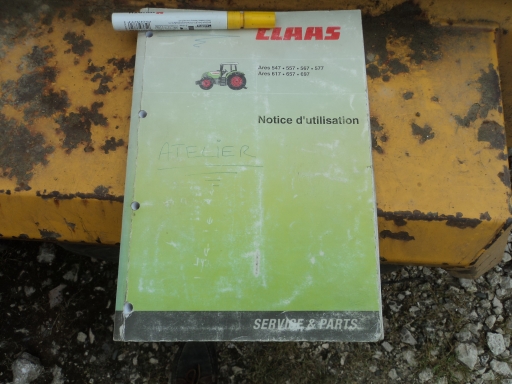 CLAAS
Ares 547 • 557 • 567 • 577
Ares 617 • 657 • 697
Notice d'utilisation
ATELIER
SERVICE & PARTS